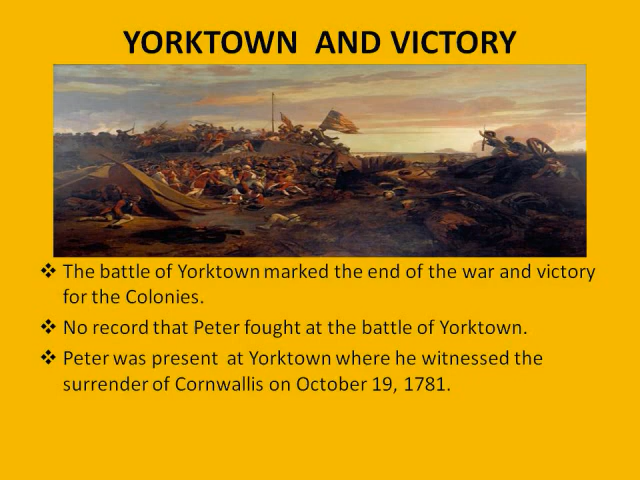 YORKTOWN  AND VICTORY
❖ The battle of Yorktown marked the end of the war and victory
for the Colonies.
❖ No record that Peter fought at the battle of Yorktown.
❖ Peter was present  at Yorktown where he witnessed the
surrender of Cornwallis on October 19, 1781.